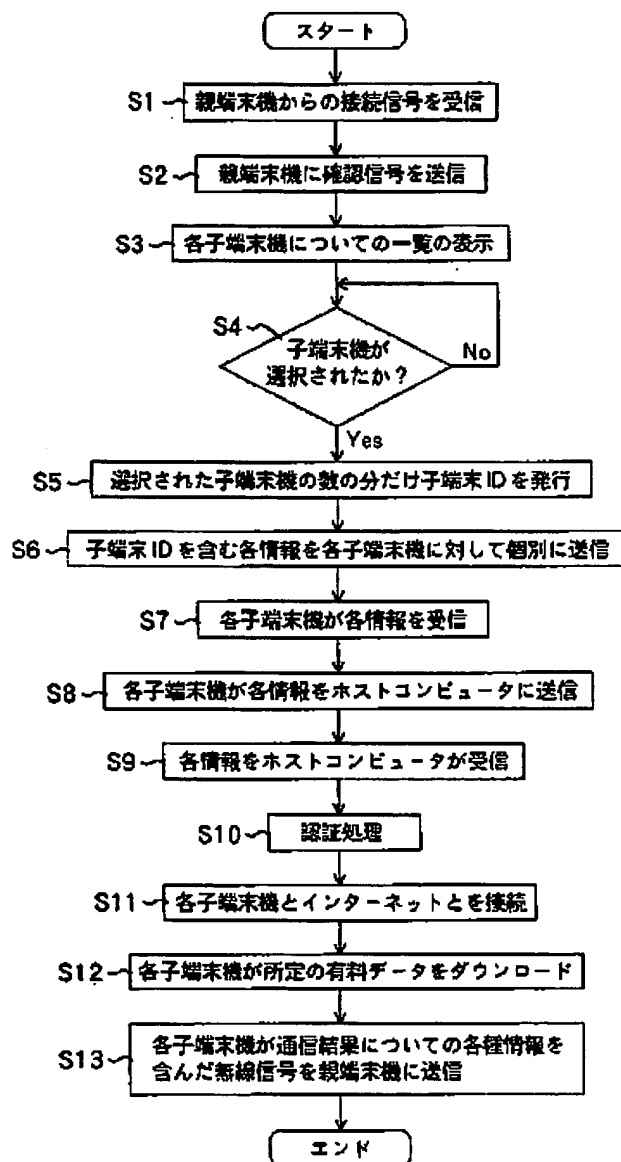 スタート
S1 親端末機からの接続信号を受信
S2 親端末機に確認信号を送信
S3 各子端末機についての一覧の表示
S4 子端末機が
選択されたか?
No
Yes
S5 選択された子端末機の数の分だけ子端末IDを発行
S6 子端末IDを含む各情報を各子端末機に対して個別に送信
S7 各子端末機が各情報を受信
S8 各子端末機が各情報をホストコンピュータに送信
S9 各情報をホストコンピュータが受信
S10 認証処理
S11 各子端末機とインターネットとを接続
S12 各子端末機が所定の有料データをダウンロード
S13 各子端末機が通信結果についての各種情報を
含んだ無線信号を親端末機に送信
エンド